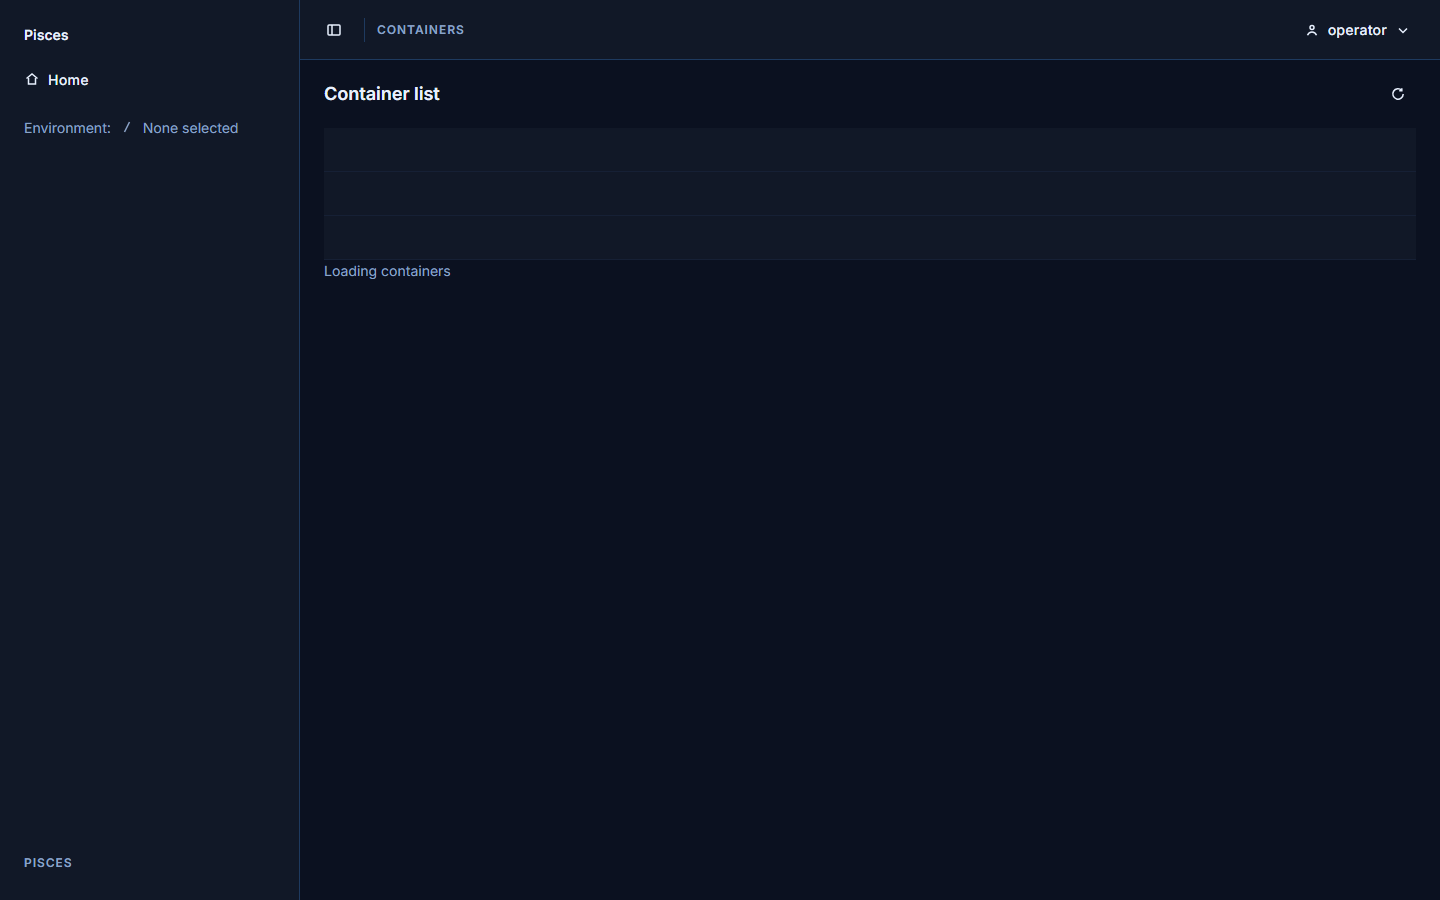 Pisces
Home
Environment: / None selected
PISCES
CONTAINERS
operator
Container list
Loading containers